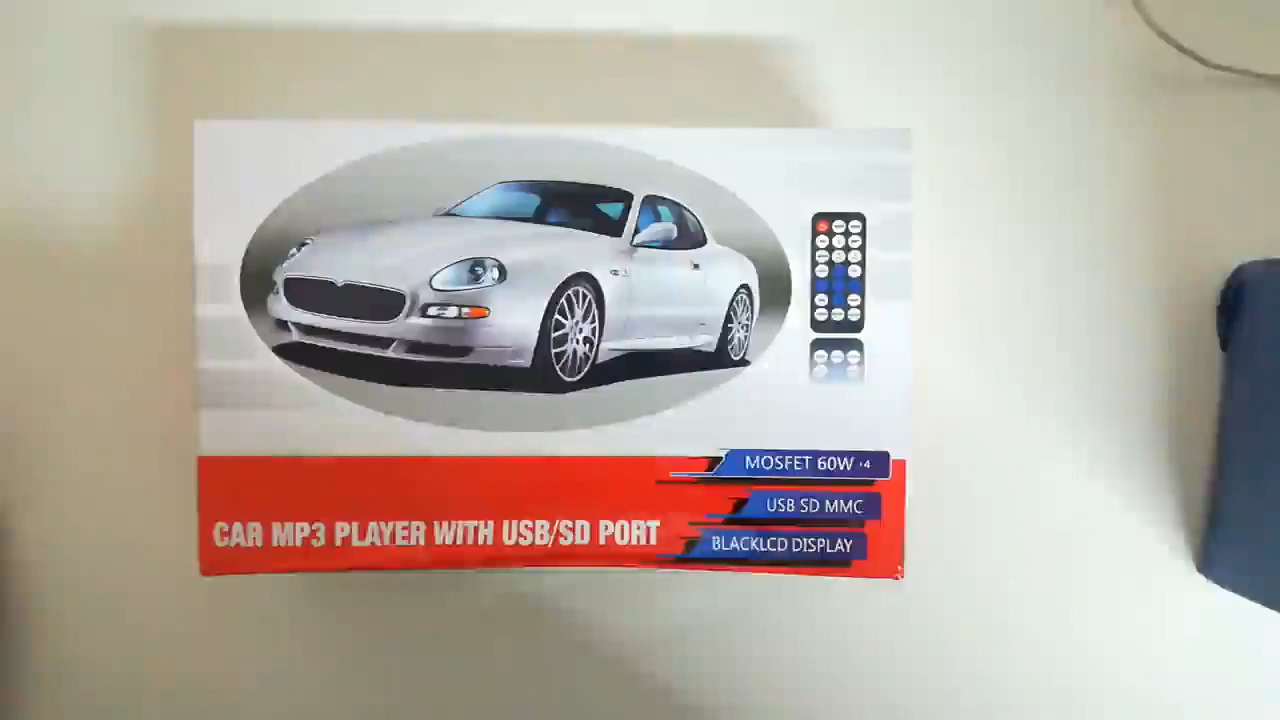 MOSFET 60W ×4
USB SD MMC
CAR MP3 PLAYER WITH USB/SD PORT
BLACKLCD DISPLAY